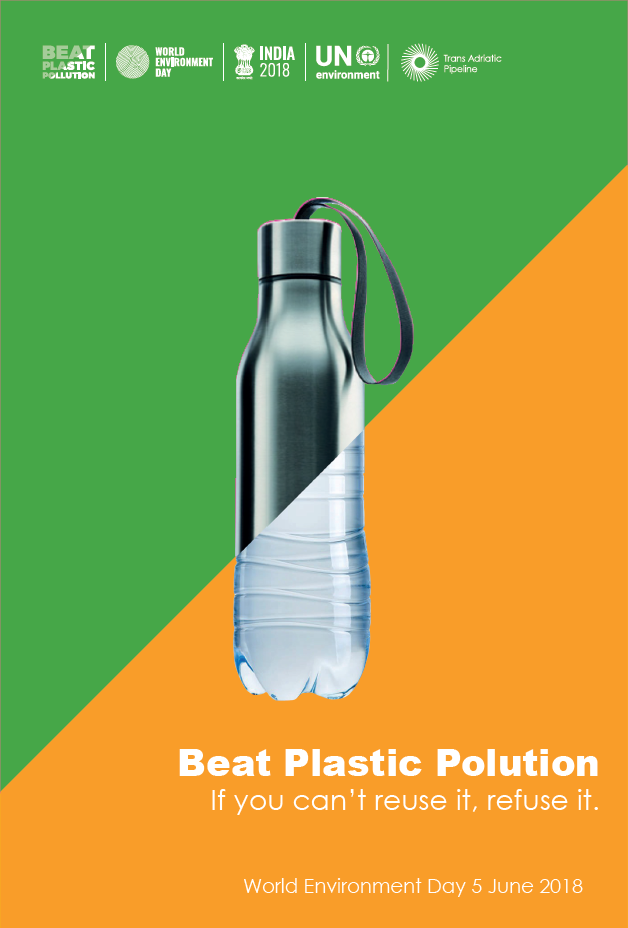 BEAT
PLASTIC
POLLUTION
WORLD
ENVIRONMENT
DAY
INDIA
2018
UN
environment
Trans Adriatic
Pipeline
Beat Plastic Polution
If you can't reuse it, refuse it.
World Environment Day 5 June 2018